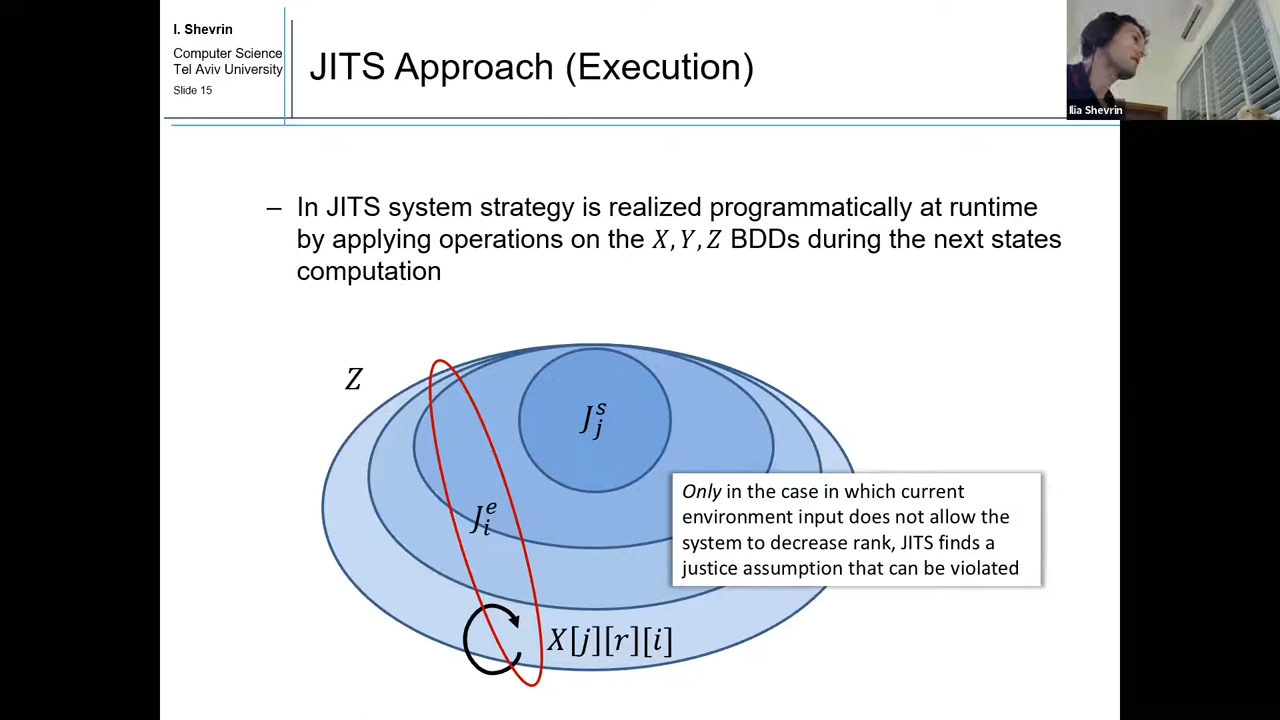 I. Shevrin
Computer Science
Tel Aviv University
Slide 15
JITS Approach (Execution)
Ilia Shevrin
– In JITS system strategy is realized programmatically at runtime
by applying operations on the X, Y, Z BDDs during the next states
computation
Z
J_j^s
J_i^e
Only in the case in which current
environment input does not allow the
system to decrease rank, JITS finds a
justice assumption that can be violated
X[j][r][i]